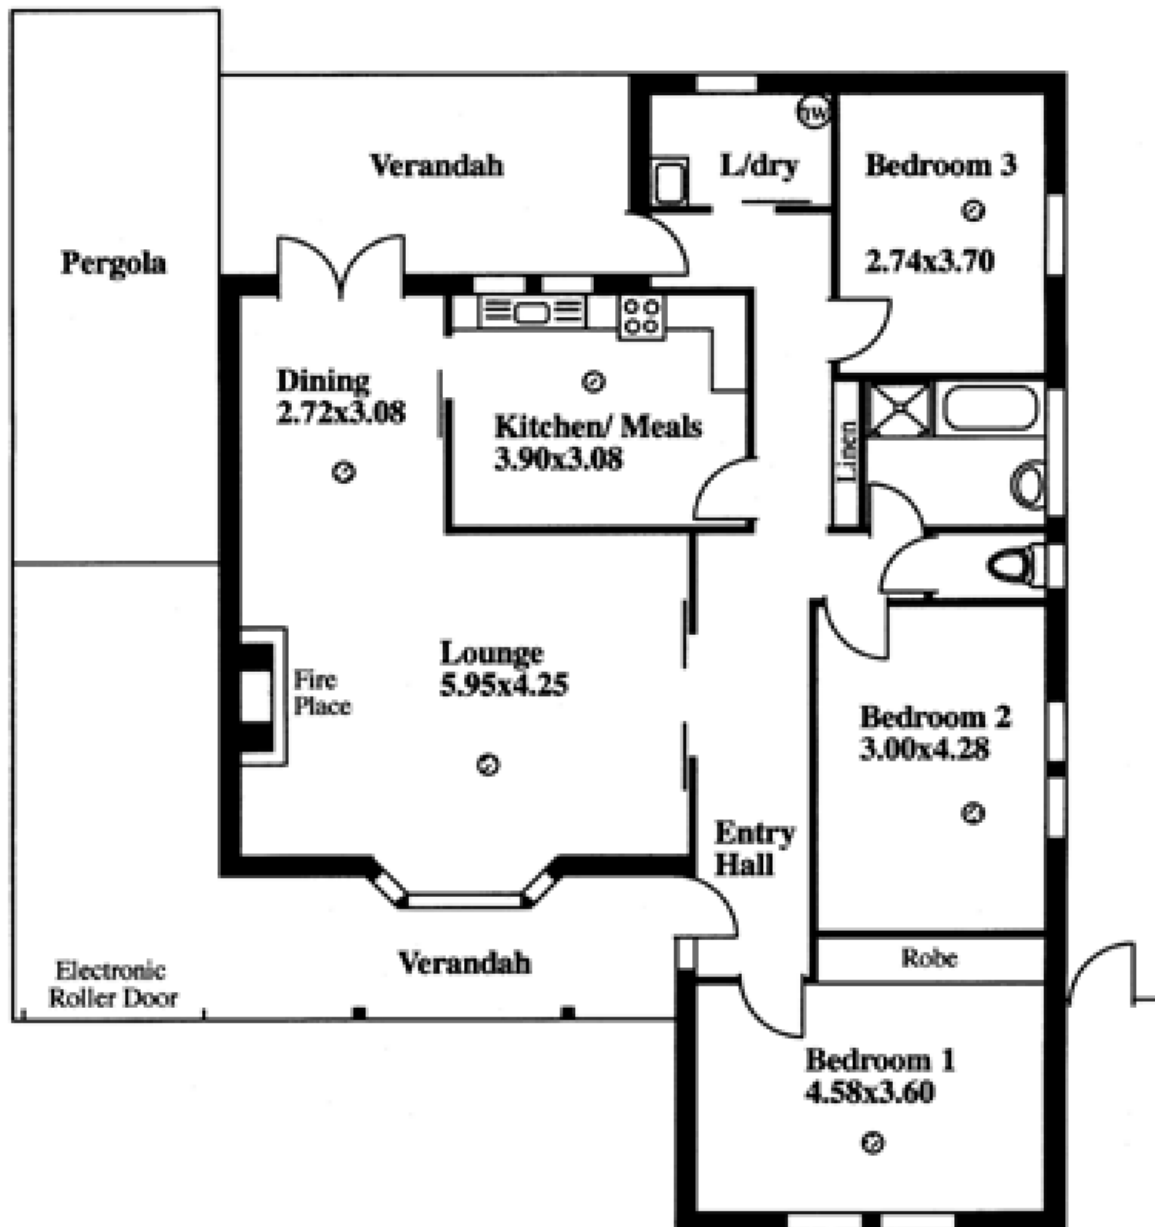 Verandah
L/dry
HW
Bedroom 3
2.74x3.70
Pergola
Dining
2.72x3.08
Kitchen/ Meals
3.90x3.08
Linen
Lounge
5.95x4.25
Fire
Place
Bedroom 2
3.00x4.28
Entry
Hall
Verandah
Electronic
Roller Door
Robe
Bedroom 1
4.58x3.60